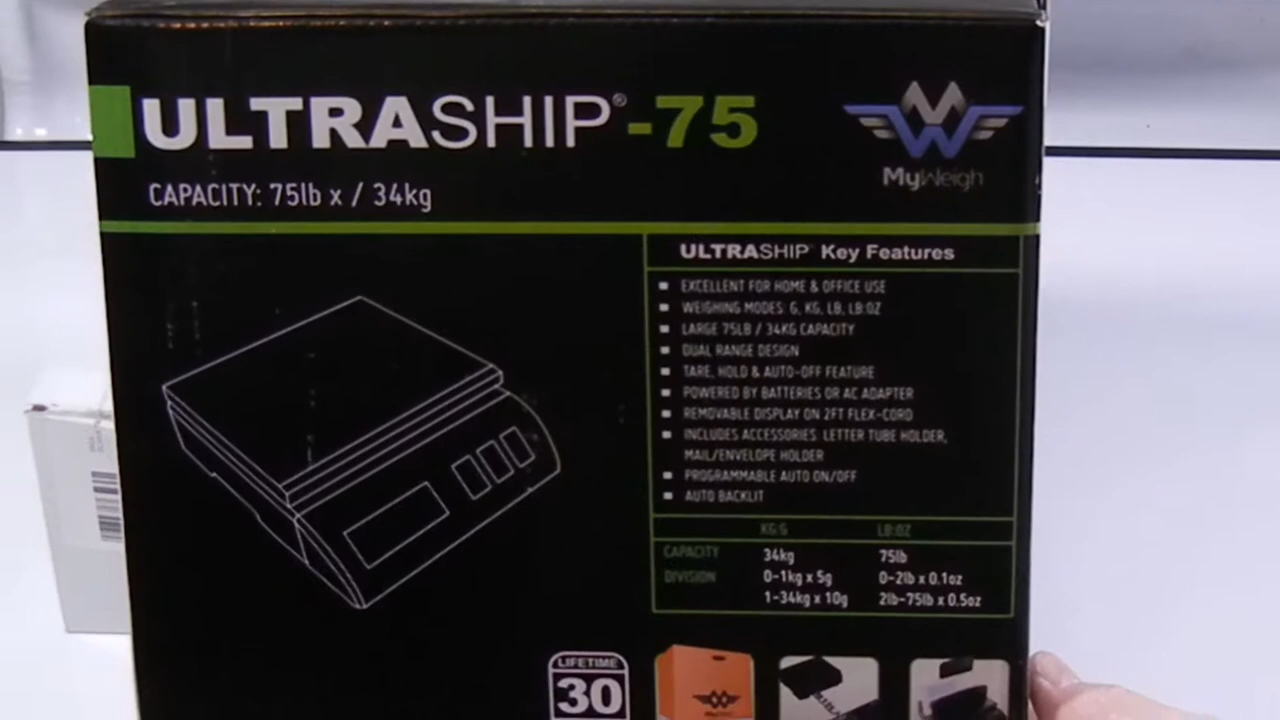 ULTRASHIP®-75
CAPACITY: 75lb x / 34kg
MyWeigh
ULTRASHIP Key Features
EXCELLENT FOR HOME & OFFICE USE
WEIGHING MODES: G, KG, LB, LB:OZ
LARGE 75LB / 34KG CAPACITY
DUAL RANGE DESIGN
TARE, HOLD & AUTO-OFF FEATURE
POWERED BY BATTERIES OR AC ADAPTER
REMOVABLE DISPLAY ON 2FT FLEX-CORD
INCLUDES ACCESSORIES: LETTER TUBE HOLDER,
MAIL/ENVELOPE HOLDER
PROGRAMMABLE AUTO ON/OFF
AUTO BACKLIT
KG:G LB:OZ
CAPACITY 34kg 75lb
DIVISION 0-1kg x 5g 0-2lb x 0.1oz
1-34kg x 10g 2lb-75lb x 0.5oz
LIFETIME
30